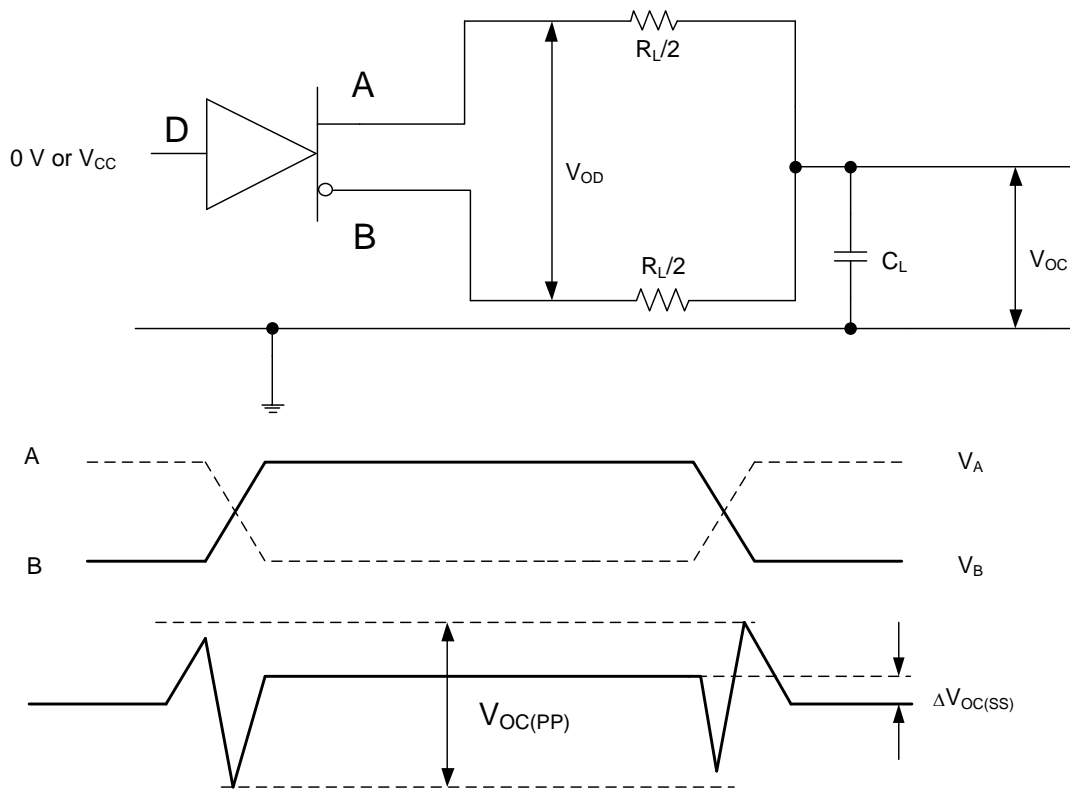 R_L/2
A
D
0 V or V_CC
V_OD
B
R_L/2
C_L
V_OC
A
V_A
B
V_B
V_OC(PP)
ΔV_OC(SS)